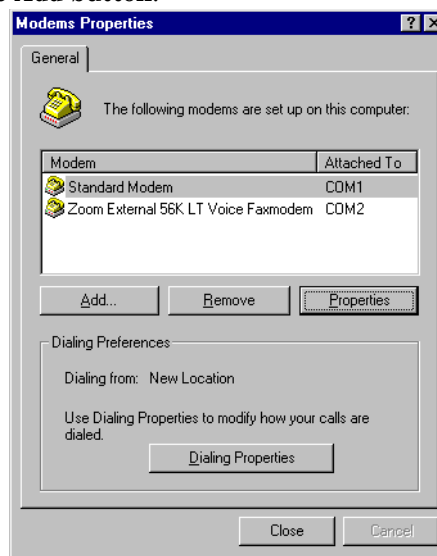 Add button.
Modems Properties
General
The following modems are set up on this computer:
Modem Attached To
Standard Modem COM1
Zoom External 56K LT Voice Faxmodem COM2
Add... Remove Properties
Dialing Preferences
Dialing from: New Location
Use Dialing Properties to modify how your calls are
dialed.
Dialing Properties
Close Cancel